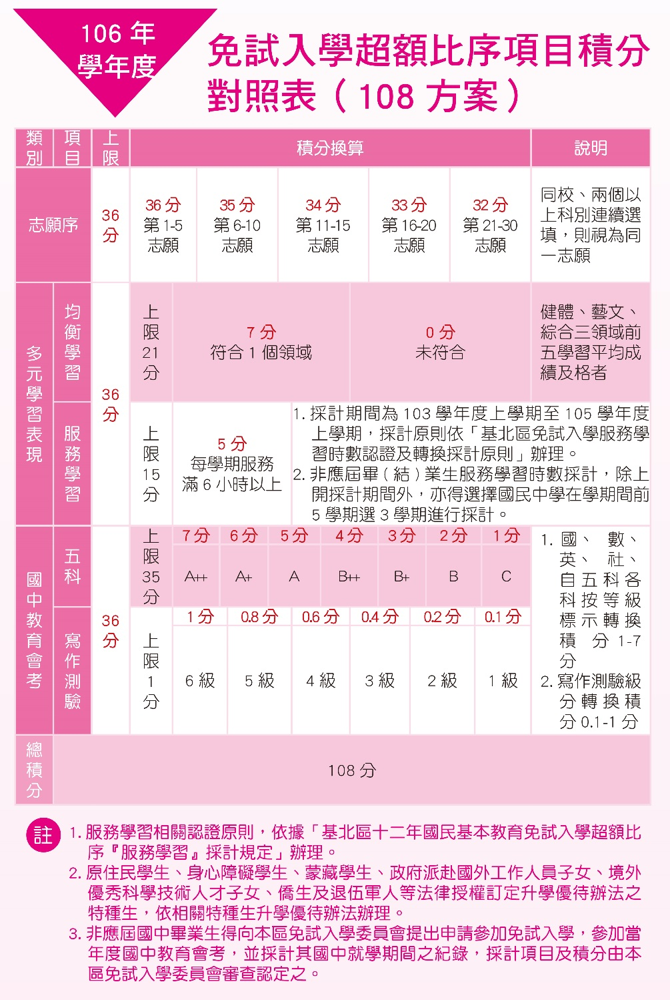 106 年
學年度
免試入學超額比序項目積分
對照表（108 方案）
類別
項目
上限
積分換算
說明
志願序
36
分
36 分
第 1-5
志願
35 分
第 6-10
志願
34 分
第 11-15
志願
33 分
第 16-20
志願
32 分
第 21-30
志願
同校、兩個以
上科別連續選
填，則視為同
一志願
多元學習表現
36
分
均衡學習
上
限
21
分
7 分
符合 1 個領域
0 分
未符合
健體、藝文、
綜合三領域前
五學習平均成
績及格者
服務學習
上
限
15
分
5 分
每學期服務
滿 6 小時以上
1. 採計期間為 103 學年度上學期至 105 學年度
上學期，採計原則依「基北區免試入學服務學
習時數認證及轉換採計原則」辦理。
2. 非應屆畢（結）業生服務學習時數採計，除上
開採計期間外，亦得選擇國民中學在學期間前
5 學期選 3 學期進行採計。
國中教育會考
36
分
五科
上
限
35
分
7分 6分 5分 4分 3分 2分 1分
A++ A+ A B++ B+ B C
寫作測驗
上
限
1
分
1分 0.8分 0.6分 0.4分 0.2分 0.1分
6 級 5 級 4 級 3 級 2 級 1 級
1. 國、 數、
英、 社、
自五科各
科按等級
標示轉換
積 分 1-7
分
2. 寫作測驗級
分轉換積
分 0.1-1 分
總積分
108 分
註
1. 服務學習相關認證原則，依據「基北區十二年國民基本教育免試入學超額比
序『服務學習』採計規定」辦理。
2. 原住民學生、身心障礙學生、蒙藏學生、政府派赴國外工作人員子女、境外
優秀科學技術人才子女、僑生及退伍軍人等法律授權訂定升學優待辦法之
特種生，依相關特種生升學優待辦法辦理。
3. 非應屆國中畢業生得向本區免試入學委員會提出申請參加免試入學，參加當
年度國中教育會考，並採計其國中就學期間之紀錄，採計項目及積分由本
區免試入學委員會審查認定之。